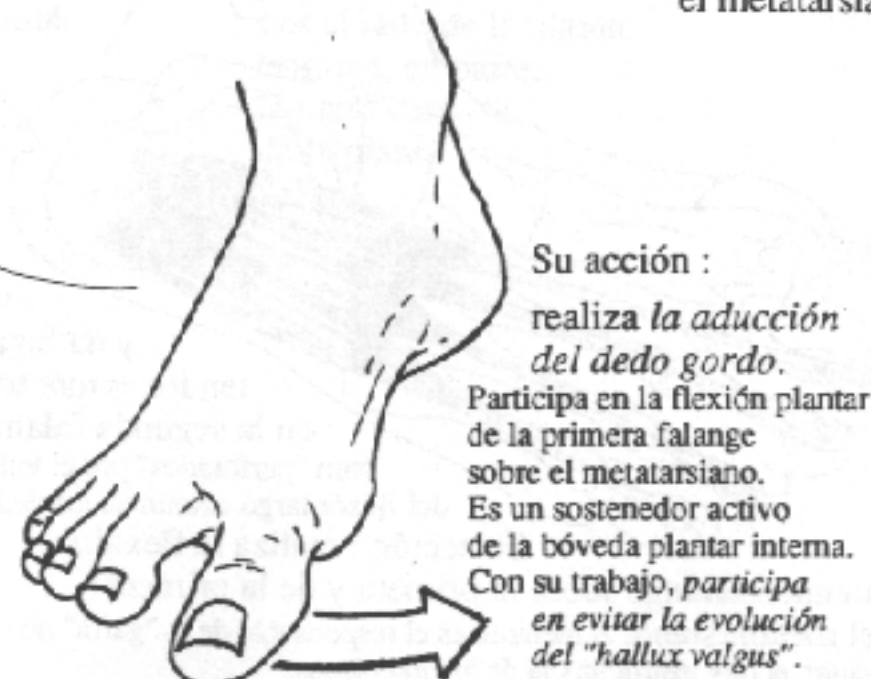 el metatarsia
Su acción :
realiza la aducción
del dedo gordo.
Participa en la flexión plantar
de la primera falange
sobre el metatarsiano.
Es un sostenedor activo
de la bóveda plantar interna.
Con su trabajo, participa
en evitar la evolución
del "hallux valgus".